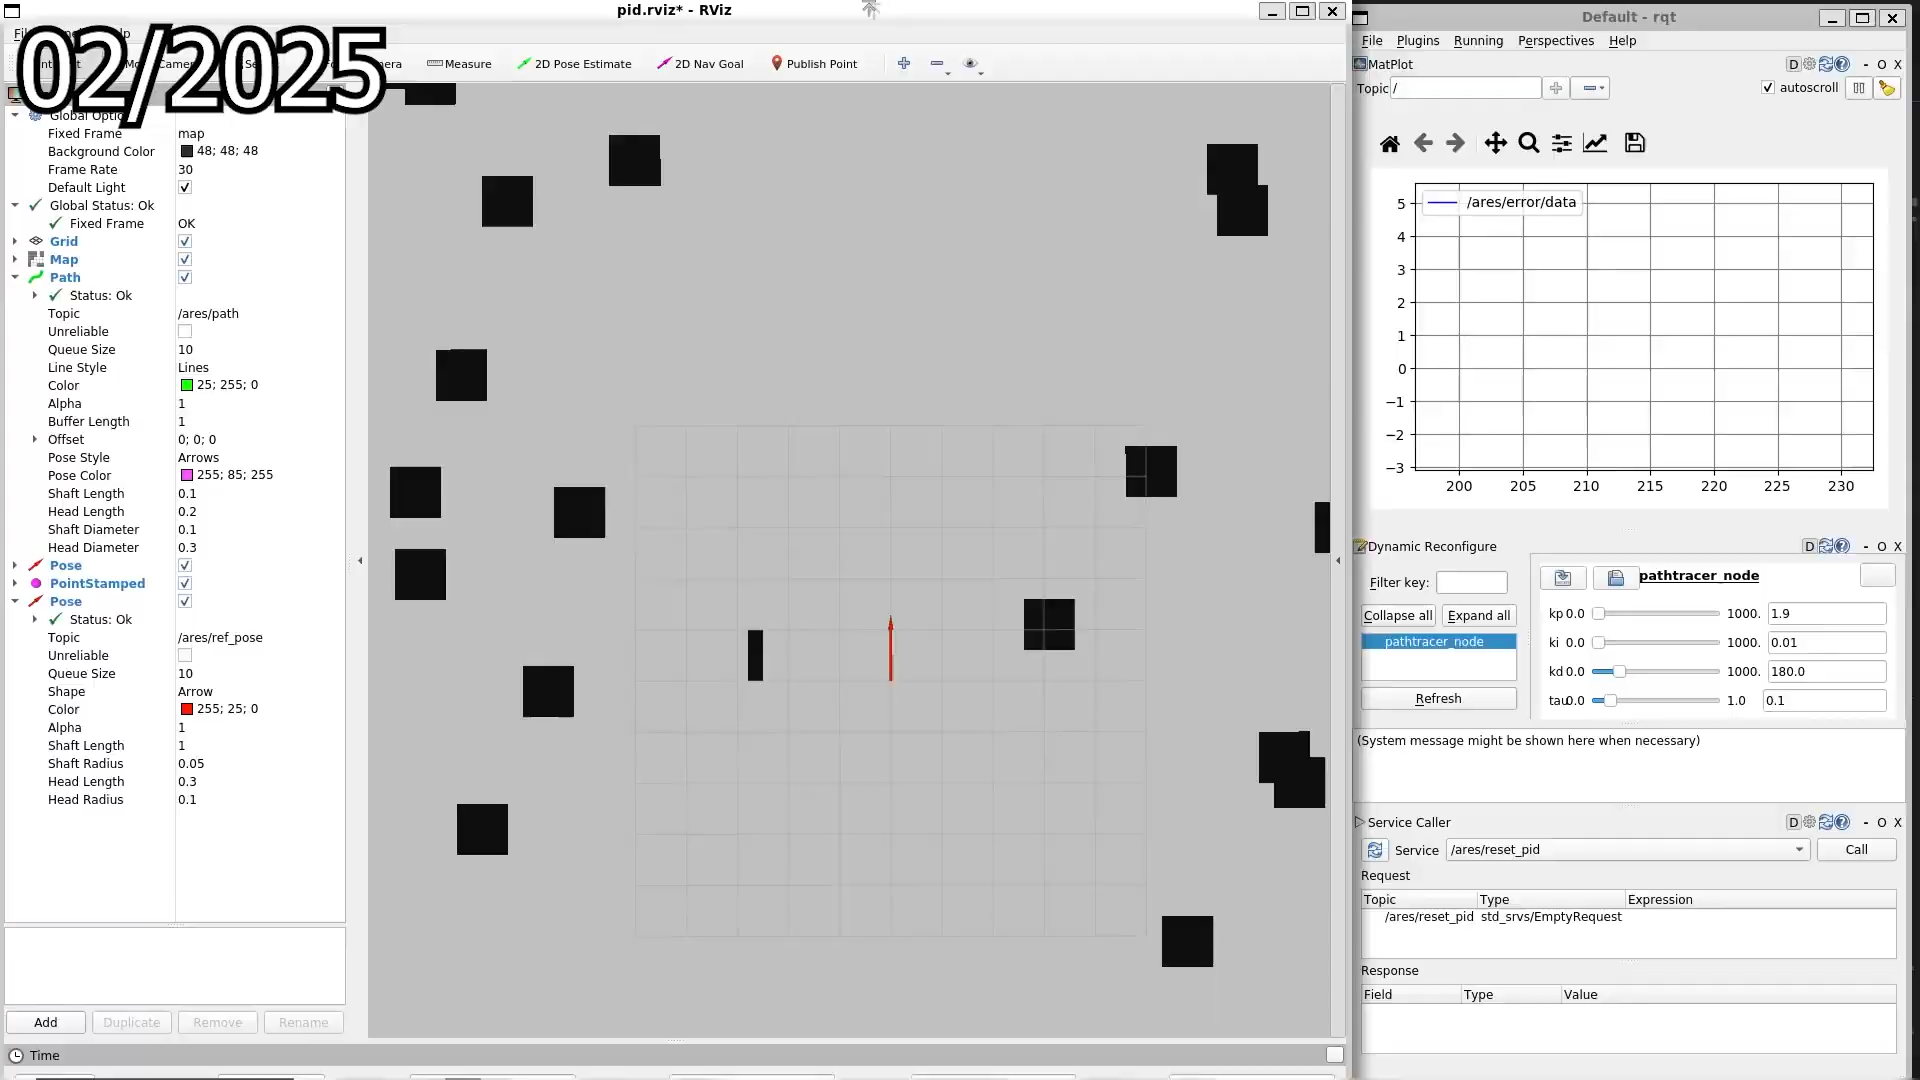 pid.rviz* - RViz
02/2025
Measure
2D Pose Estimate
2D Nav Goal
Publish Point
Fixed Frame map
Background Color 48; 48; 48
Frame Rate 30
Default Light
Global Status: Ok
Fixed Frame OK
Grid
Map
Path
Status: Ok
Topic /ares/path
Unreliable
Queue Size 10
Line Style Lines
Color 25; 255; 0
Alpha 1
Buffer Length 1
Offset 0; 0; 0
Pose Style Arrows
Pose Color 255; 85; 255
Shaft Length 0.1
Head Length 0.2
Shaft Diameter 0.1
Head Diameter 0.3
Pose
PointStamped
Pose
Status: Ok
Topic /ares/ref_pose
Unreliable
Queue Size 10
Shape Arrow
Color 255; 25; 0
Alpha 1
Shaft Length 1
Shaft Radius 0.05
Head Length 0.3
Head Radius 0.1
Add Duplicate Remove Rename
Time
Default - rqt
File Plugins Running Perspectives Help
MatPlot D - O X
Topic /
autoscroll
/ares/error/data
5
4
3
2
1
0
−1
−2
−3
200 205 210 215 220 225 230
Dynamic Reconfigure D - O X
Filter key:
Collapse all Expand all
pathtracer_node
Refresh
pathtracer_node
kp 0.0 1000. 1.9
ki 0.0 1000. 0.01
kd 0.0 1000. 180.0
tau 0.0 1.0 0.1
(System message might be shown here when necessary)
Service Caller D - O X
Service /ares/reset_pid Call
Request
Topic Type Expression
/ares/reset_pid std_srvs/EmptyRequest
Response
Field Type Value